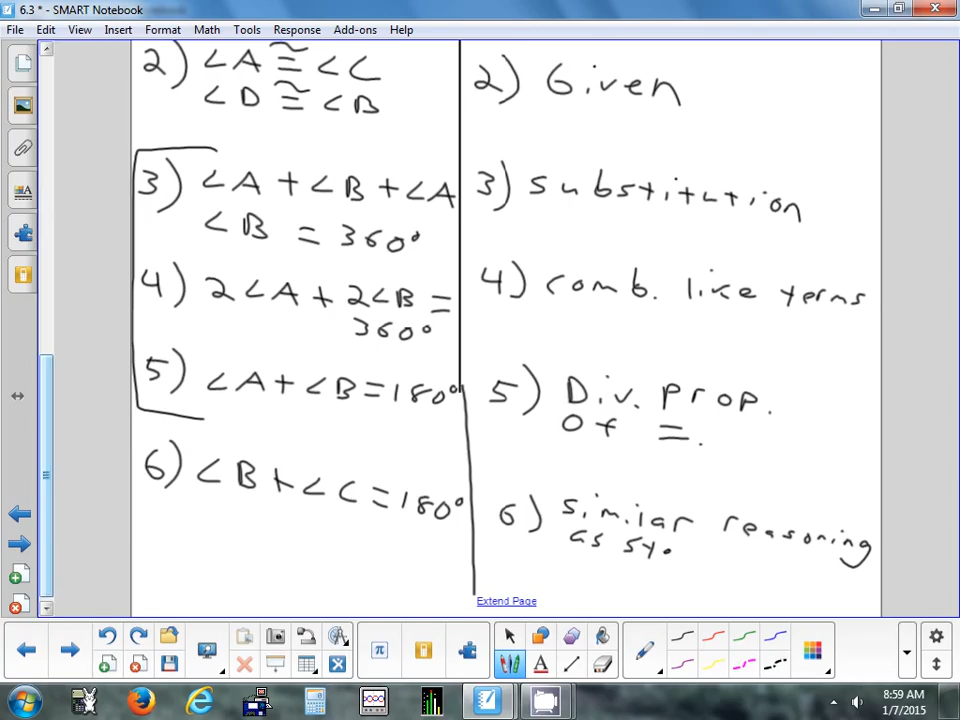 6.3 * - SMART Notebook
File Edit View Insert Format Math Tools Response Add-ons Help
2) ∠A ≅ ∠C
∠D ≅ ∠B
2) Given
3) ∠A + ∠B + ∠A
∠B = 360°
3) substitution
4) 2∠A + 2∠B =
360°
4) comb. like terms
5) ∠A + ∠B = 180°
5) Div. prop.
of =.
6) ∠B + ∠C = 180°
6) similar reasoning
as
Extend Page
8:59 AM
1/7/2015